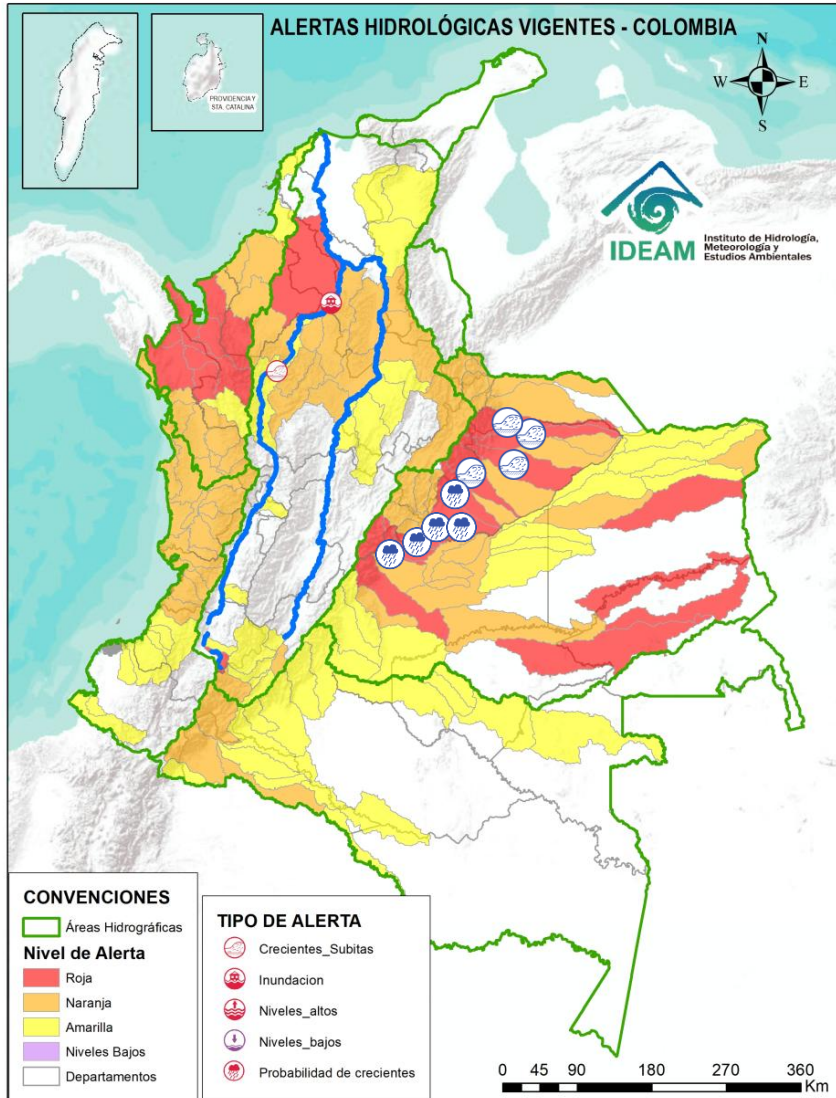 ALERTAS HIDROLÓGICAS VIGENTES - COLOMBIA
PROVIDENCIA Y
STA. CATALINA
N
W
E
S
IDEAM
Instituto de Hidrología,
Meteorología y
Estudios Ambientales
CONVENCIONES
Áreas Hidrográficas
Nivel de Alerta
Roja
Naranja
Amarilla
Niveles Bajos
Departamentos
TIPO DE ALERTA
Crecientes_Subitas
Inundacion
Niveles_altos
Niveles_bajos
Probabilidad de crecientes
0 45 90 180 270 360
Km